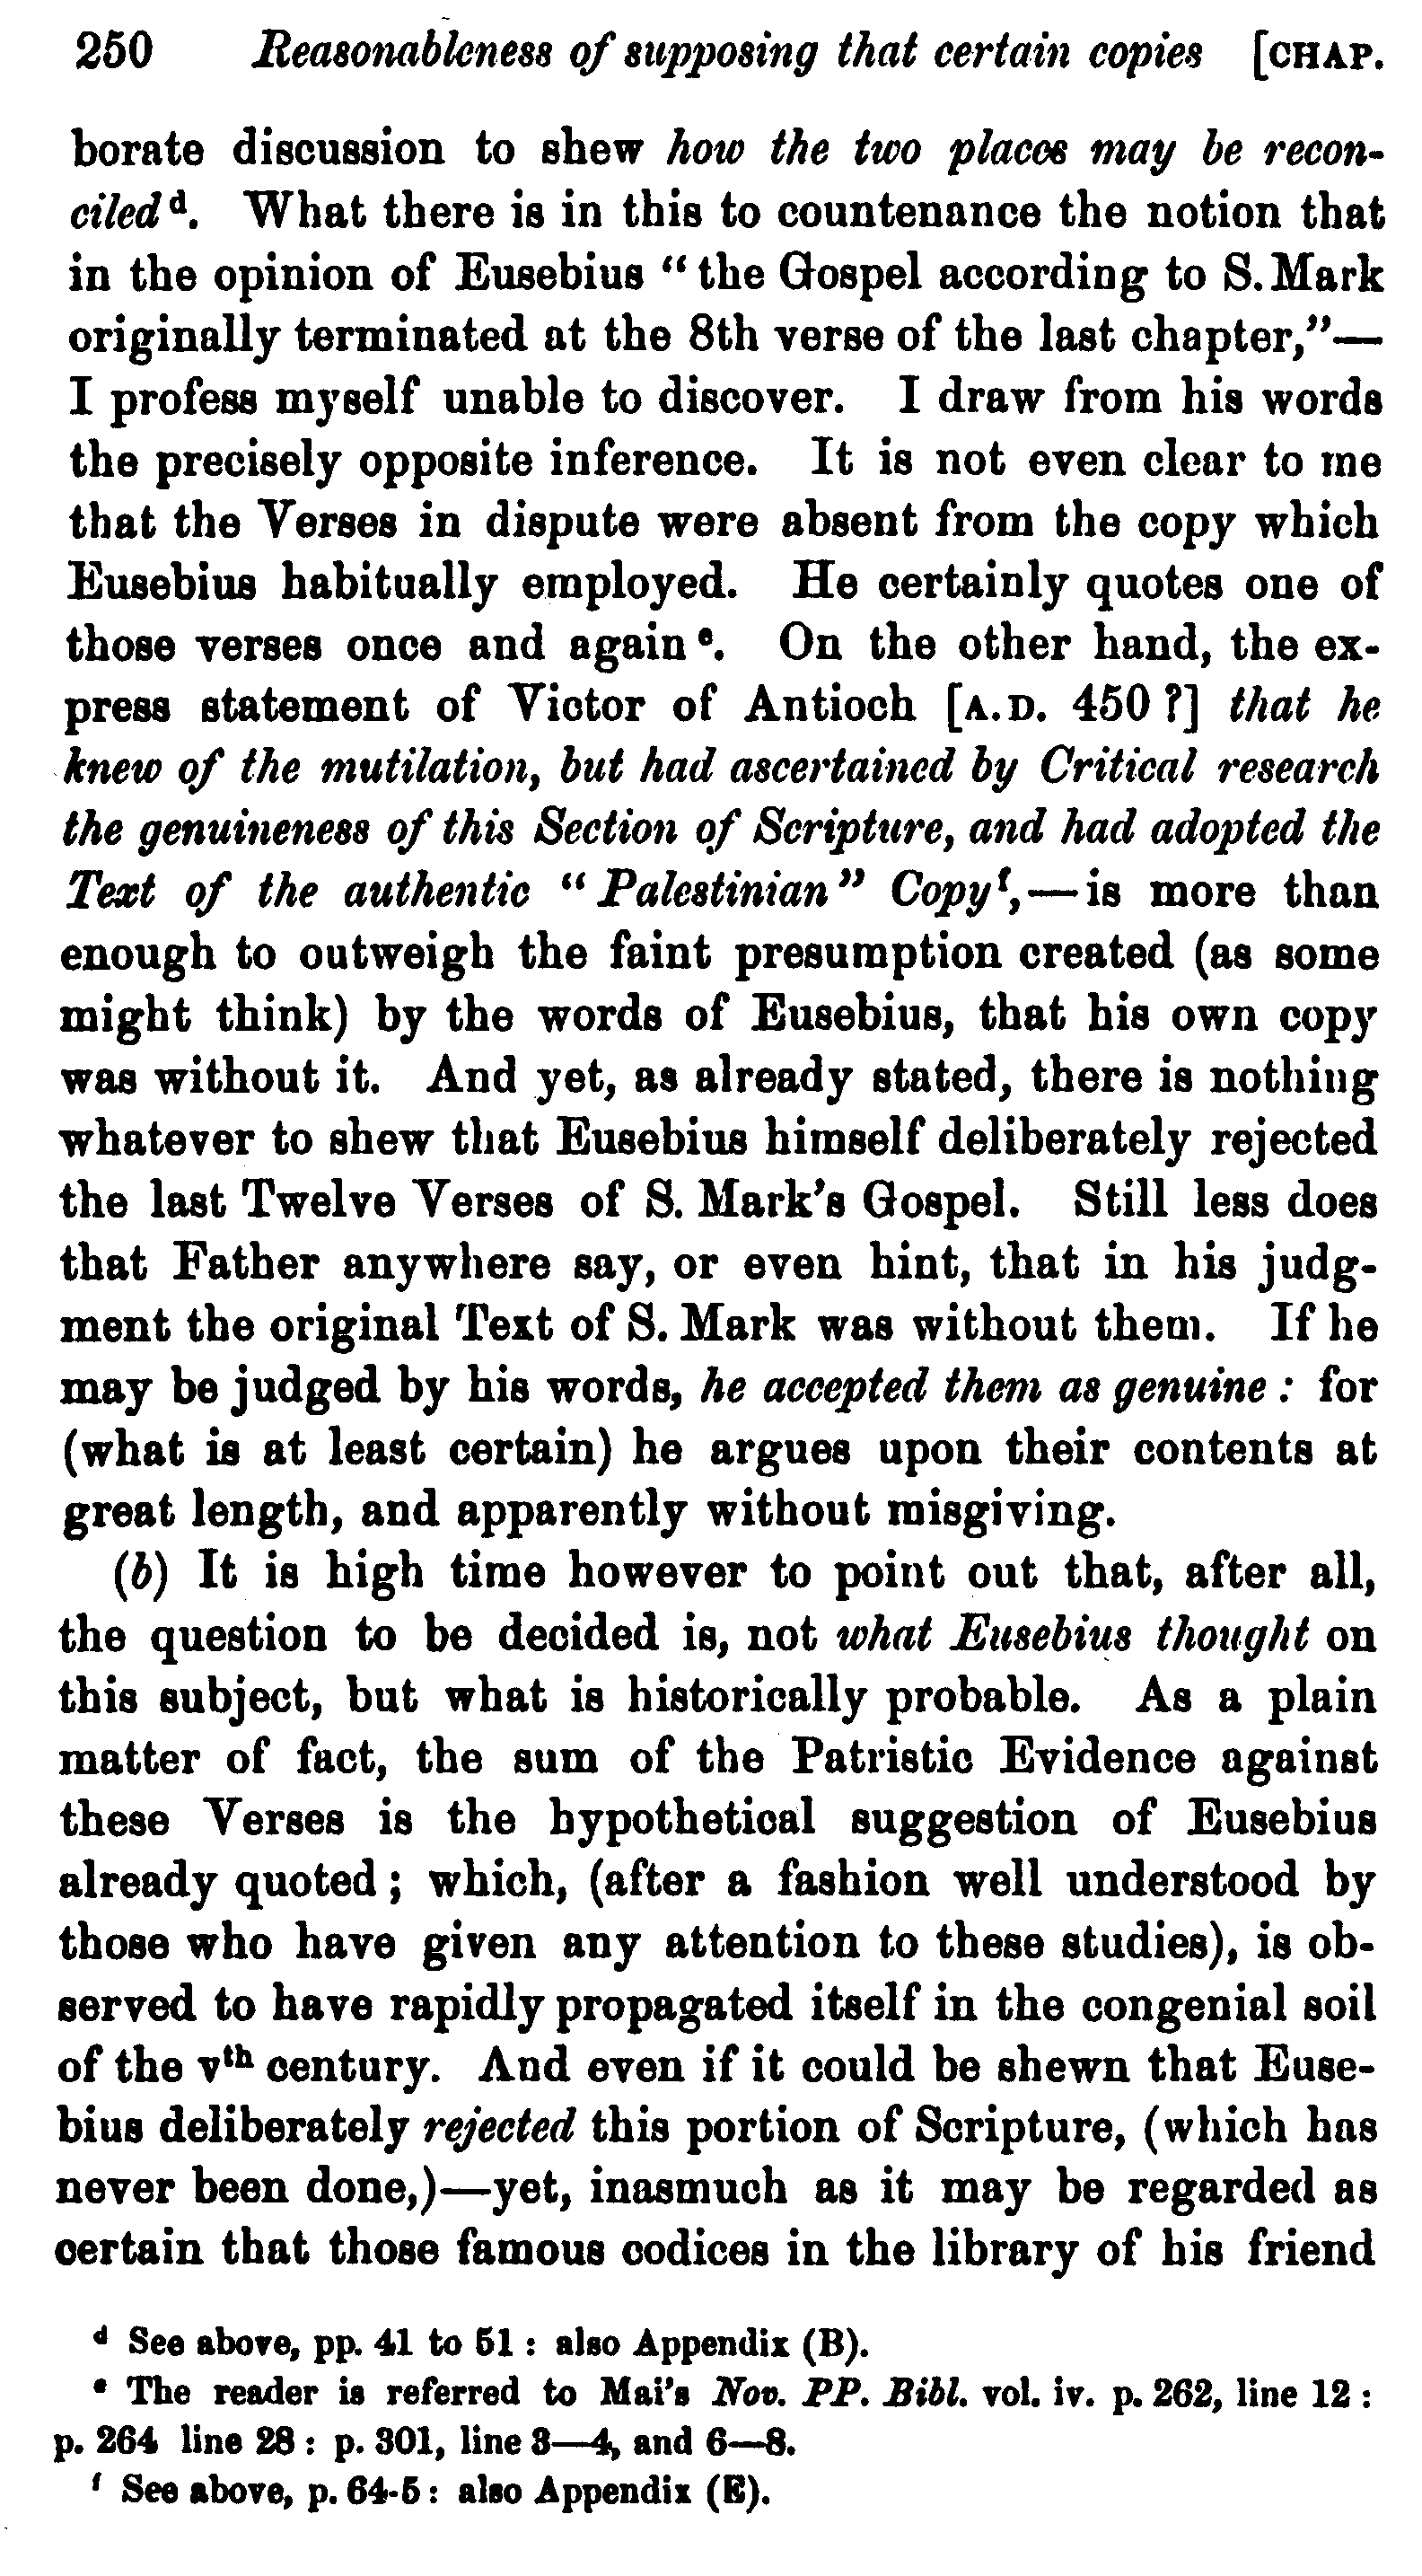 250 Reasonableness of supposing that certain copies [CHAP.
borate discussion to shew how the two places may be recon-
ciled d. What there is in this to countenance the notion that
in the opinion of Eusebius “the Gospel according to S. Mark
originally terminated at the 8th verse of the last chapter,”—
I profess myself unable to discover. I draw from his words
the precisely opposite inference. It is not even clear to me
that the Verses in dispute were absent from the copy which
Eusebius habitually employed. He certainly quotes one of
those verses once and again e. On the other hand, the ex-
press statement of Victor of Antioch [A.D. 450 ?] that he
knew of the mutilation, but had ascertained by Critical research
the genuineness of this Section of Scripture, and had adopted the
Text of the authentic “Palestinian” Copy f,—is more than
enough to outweigh the faint presumption created (as some
might think) by the words of Eusebius, that his own copy
was without it. And yet, as already stated, there is nothing
whatever to shew that Eusebius himself deliberately rejected
the last Twelve Verses of S. Mark’s Gospel. Still less does
that Father anywhere say, or even hint, that in his judg-
ment the original Text of S. Mark was without them. If he
may be judged by his words, he accepted them as genuine : for
(what is at least certain) he argues upon their contents at
great length, and apparently without misgiving.
(b) It is high time however to point out that, after all,
the question to be decided is, not what Eusebius thought on
this subject, but what is historically probable. As a plain
matter of fact, the sum of the Patristic Evidence against
these Verses is the hypothetical suggestion of Eusebius
already quoted ; which, (after a fashion well understood by
those who have given any attention to these studies), is ob-
served to have rapidly propagated itself in the congenial soil
of the vth century. And even if it could be shewn that Euse-
bius deliberately rejected this portion of Scripture, (which has
never been done,)—yet, inasmuch as it may be regarded as
certain that those famous codices in the library of his friend
d See above, pp. 41 to 51 : also Appendix (B).
e The reader is referred to Mai’s Nov. PP. Bibl. vol. iv. p. 262, line 12 :
p. 264 line 28 : p. 301, line 3—4, and 6—8.
f See above, p. 64-5 : also Appendix (E).